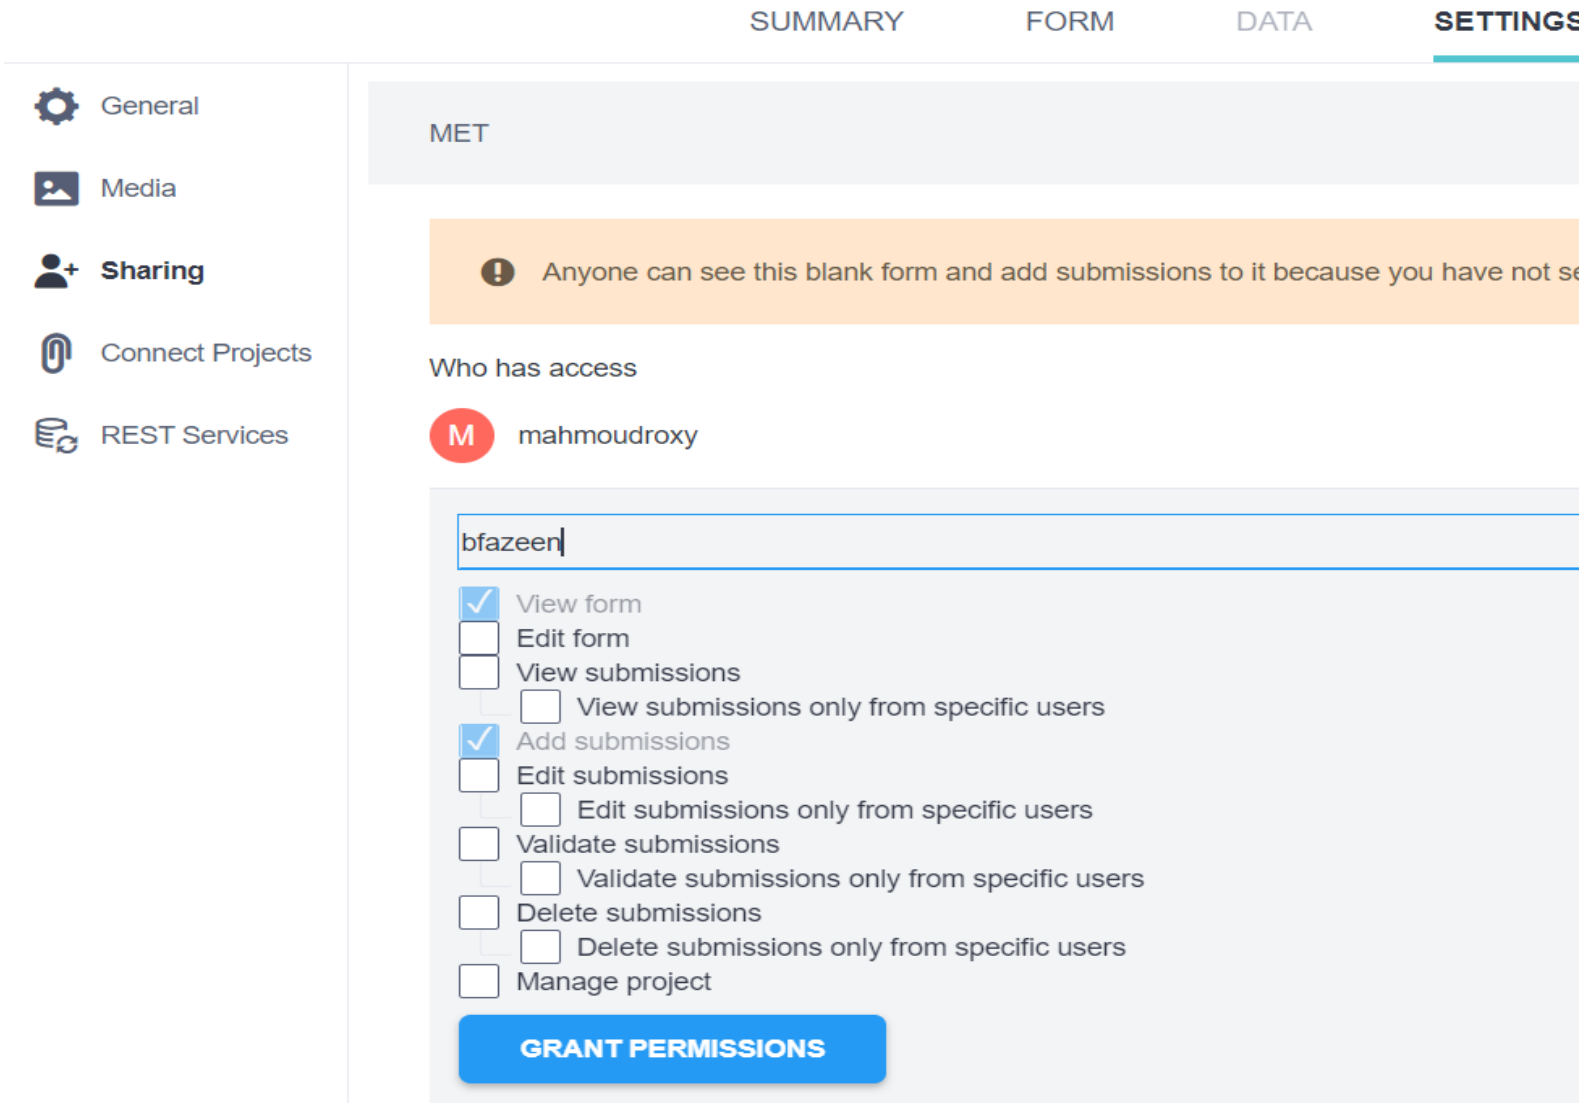 SUMMARY FORM DATA SETTINGS
General
Media
Sharing
Connect Projects
REST Services
MET
Anyone can see this blank form and add submissions to it because you have not se
Who has access
M mahmoudroxy
bfazeen
View form
Edit form
View submissions
View submissions only from specific users
Add submissions
Edit submissions
Edit submissions only from specific users
Validate submissions
Validate submissions only from specific users
Delete submissions
Delete submissions only from specific users
Manage project
GRANT PERMISSIONS